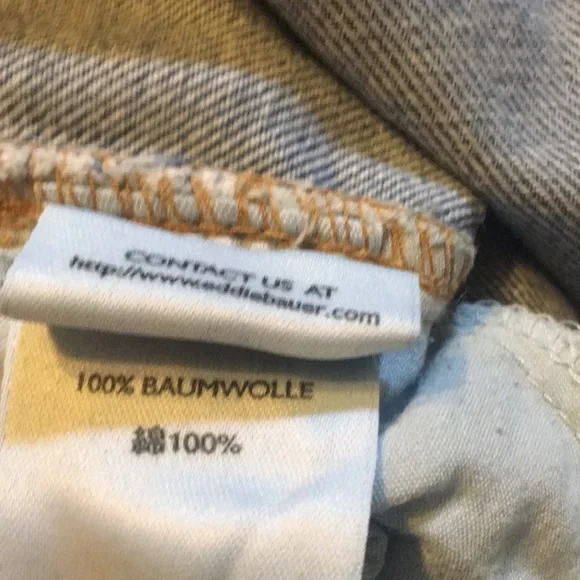 CONTACT US AT
http://www.eddiebauer.com
100% BAUMWOLLE
綿100%